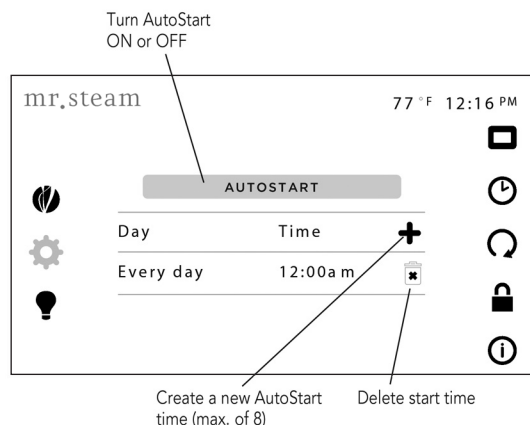 Turn AutoStart
ON or OFF
mr.steam
77 °F 12:16 PM
AUTOSTART
Day Time
Every day 12:00am
Create a new AutoStart
time (max. of 8)
Delete start time